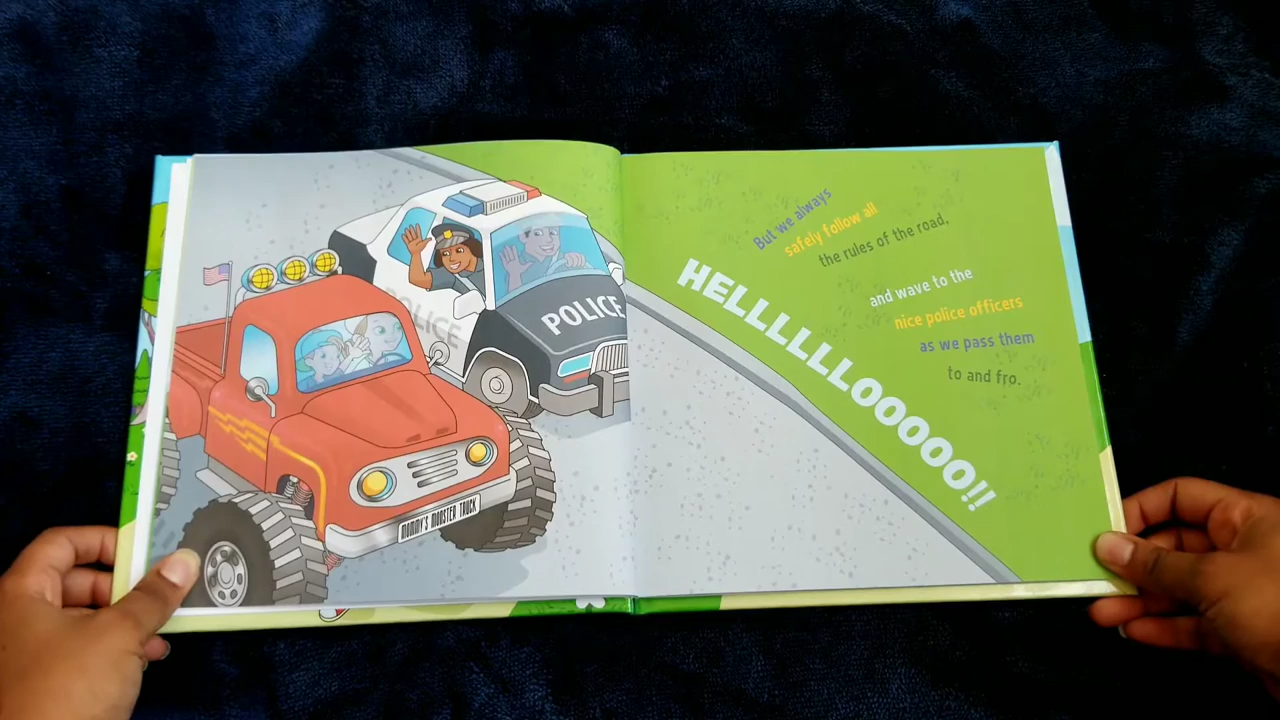 POLICE
POLICE
MOMMY'S MONSTER TRUCK
But we always
safely follow all
the rules of the road,
and wave to the
nice police officers
as we pass them
to and fro.
HELLLLLLOOOOO!!